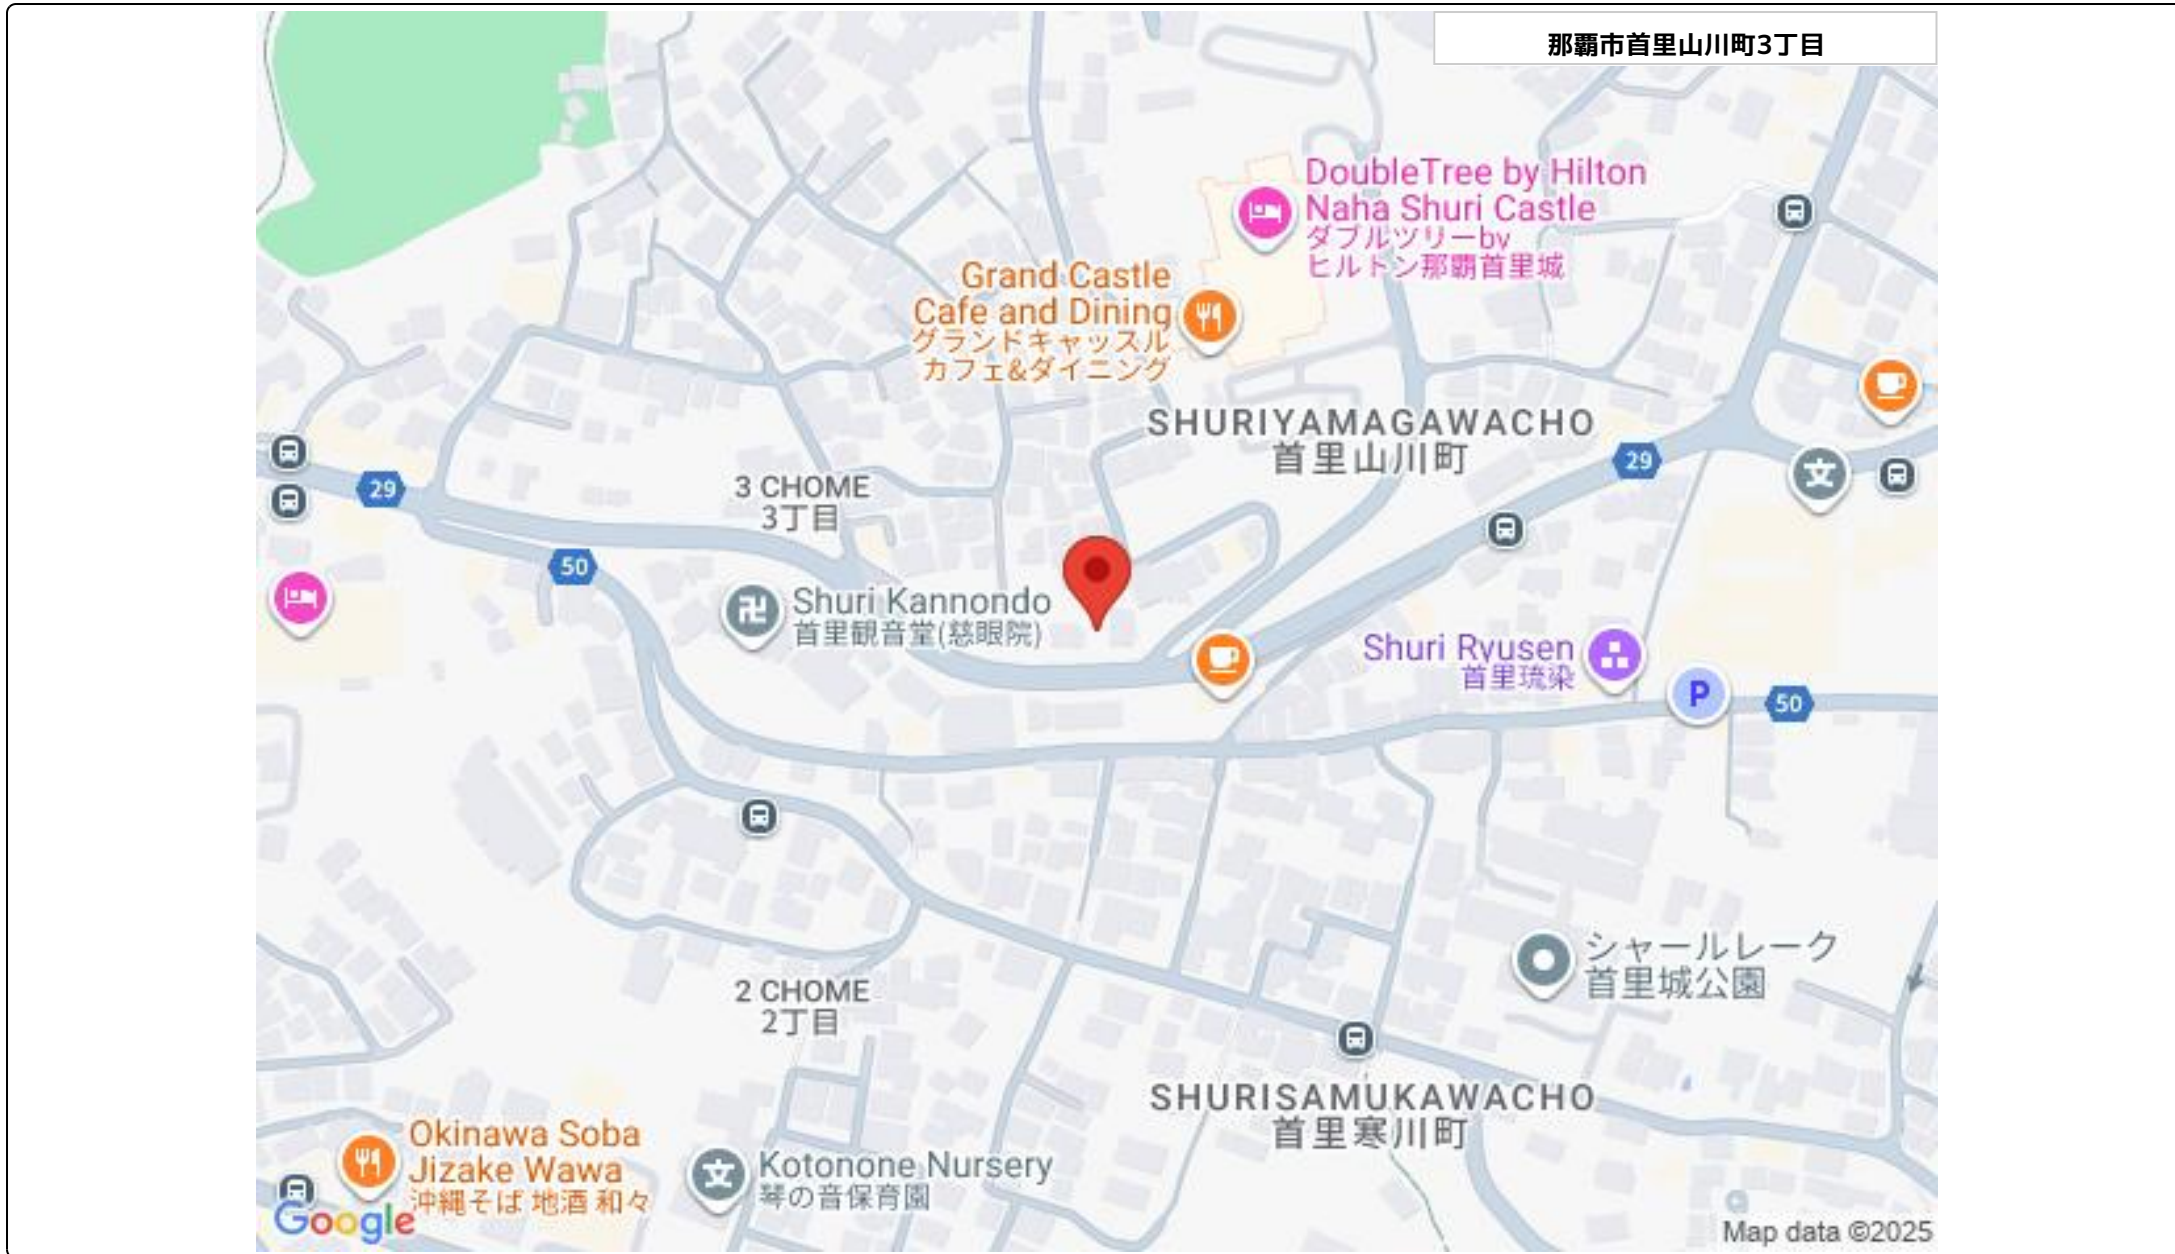 那覇市首里山川町3丁目
DoubleTree by Hilton
Naha Shuri Castle
ダブルツリーby
ヒルトン那覇首里城
Grand Castle
Cafe and Dining
グランドキャッスル
カフェ&ダイニング
SHURIYAMAGAWACHO
首里山川町
29
29
文
3 CHOME
3丁目
50
Shuri Kannondo
首里観音堂(慈眼院)
Shuri Ryusen
首里琉染
P
50
シャールレーク
首里城公園
2 CHOME
2丁目
SHURISAMUKAWACHO
首里寒川町
Okinawa Soba
Jizake Wawa
沖縄そば 地酒 和々
文
Kotonone Nursery
琴の音保育園
Google
Map data ©2025